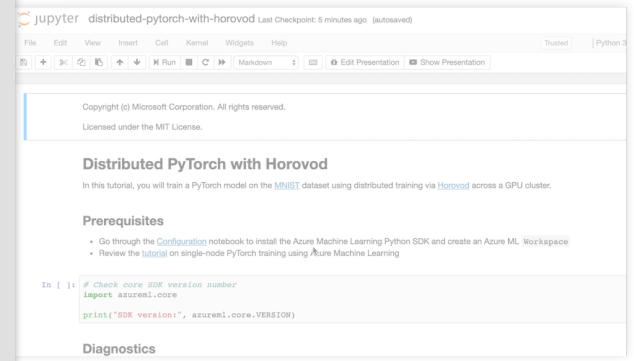 jupyter distributed-pytorch-with-horovod Last Checkpoint: 5 minutes ago (autosaved)
File Edit View Insert Cell Kernel Widgets Help Trusted Python 3
Run Markdown Edit Presentation Show Presentation
Copyright (c) Microsoft Corporation. All rights reserved.
Licensed under the MIT License.
Distributed PyTorch with Horovod
In this tutorial, you will train a PyTorch model on the MNIST dataset using distributed training via Horovod across a GPU cluster.
Prerequisites
• Go through the Configuration notebook to install the Azure Machine Learning Python SDK and create an Azure ML Workspace
• Review the tutorial on single-node PyTorch training using Azure Machine Learning
In [ ]: # Check core SDK version number
import azureml.core
print("SDK version:", azureml.core.VERSION)
Diagnostics